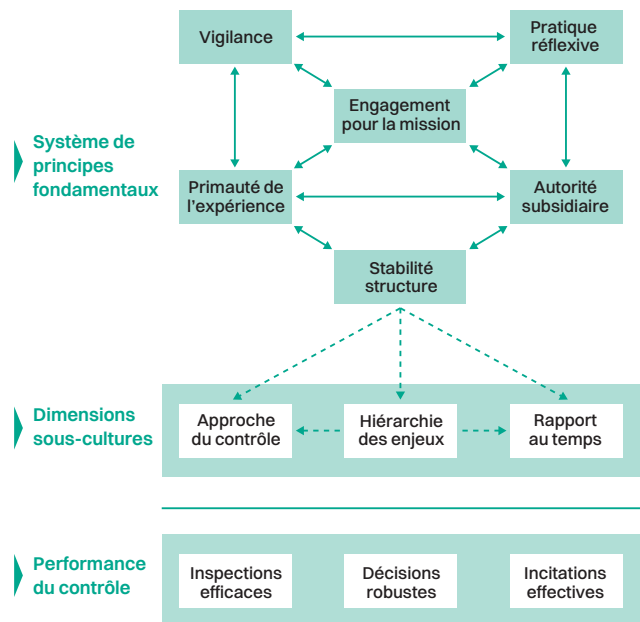 Vigilance
Pratique
réflexive
Engagement
pour la mission
Système de
principes
fondamentaux
Primauté de
l'expérience
Autorité
subsidiaire
Stabilité
structure
Dimensions
sous-cultures
Approche
du contrôle
Hiérarchie
des enjeux
Rapport
au temps
Performance
du contrôle
Inspections
efficaces
Décisions
robustes
Incitations
effectives